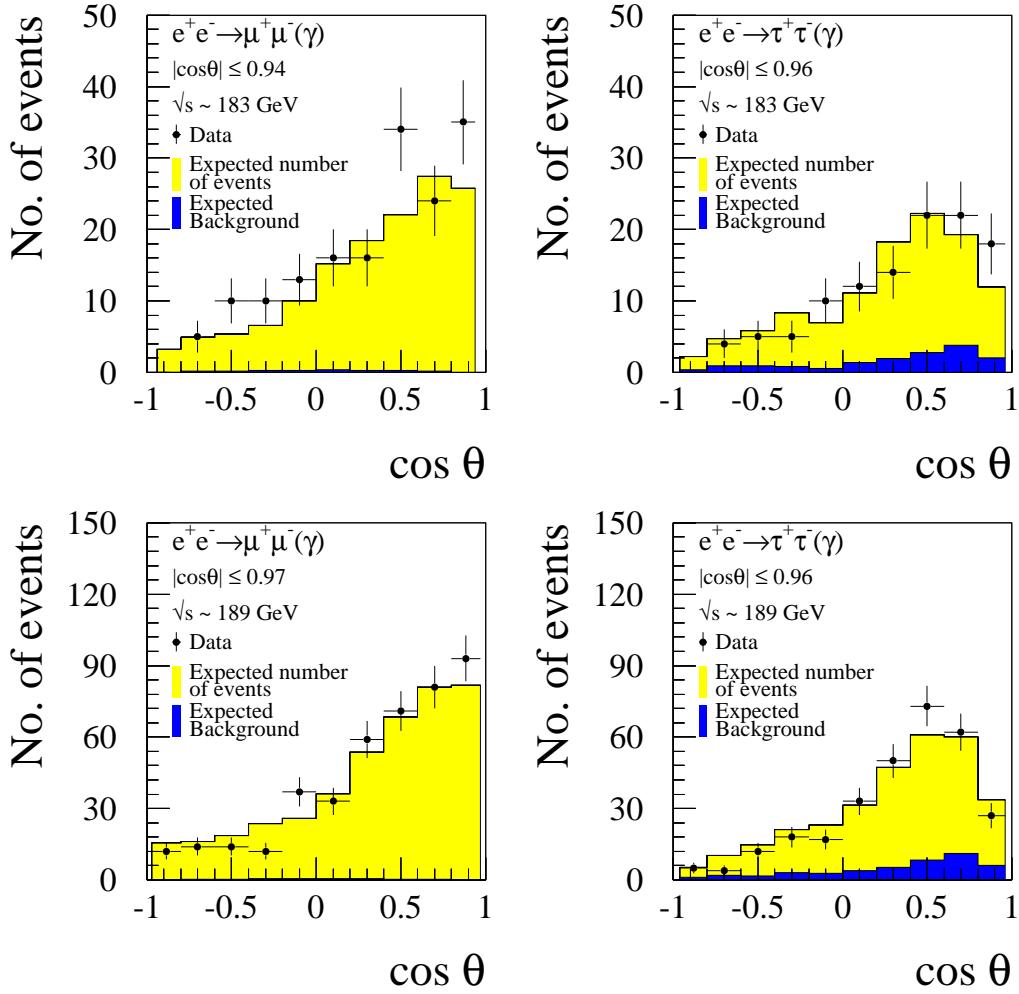 No. of events
50
40
30
20
10
0
e⁺e⁻→μ⁺μ⁻(γ)
|cosθ| ≤ 0.94
√s ~ 183 GeV
Data
Expected number
of events
Expected
Background
-1 -0.5 0 0.5 1
cos θ
No. of events
50
40
30
20
10
0
e⁺e⁻→τ⁺τ⁻(γ)
|cosθ| ≤ 0.96
√s ~ 183 GeV
Data
Expected number
of events
Expected
Background
-1 -0.5 0 0.5 1
cos θ
No. of events
150
120
90
60
30
0
e⁺e⁻→μ⁺μ⁻(γ)
|cosθ| ≤ 0.97
√s ~ 189 GeV
Data
Expected number
of events
Expected
Background
-1 -0.5 0 0.5 1
cos θ
No. of events
150
120
90
60
30
0
e⁺e⁻→τ⁺τ⁻(γ)
|cosθ| ≤ 0.96
√s ~ 189 GeV
Data
Expected number
of events
Expected
Background
-1 -0.5 0 0.5 1
cos θ